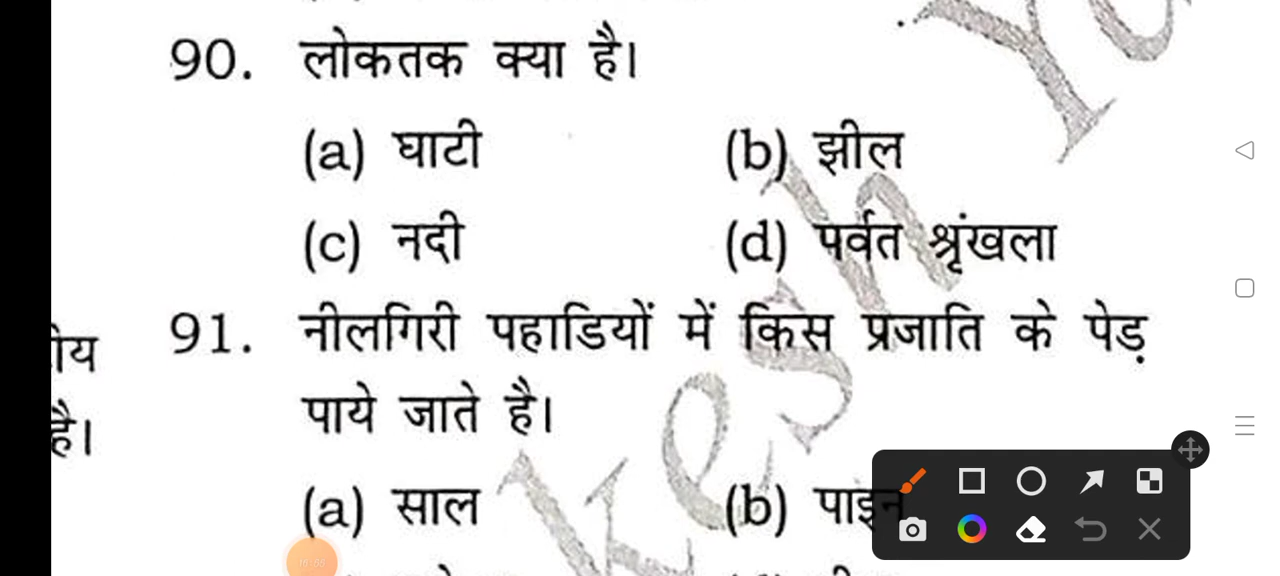 90. लोकतक क्या है।
(a) घाटी (b) झील
(c) नदी (d) पर्वत श्रृंखला
ीय
91. नीलगिरी पहाडियों में किस प्रजाति के पेड़
है।
पाये जाते है।
(a) साल (b) पाइन